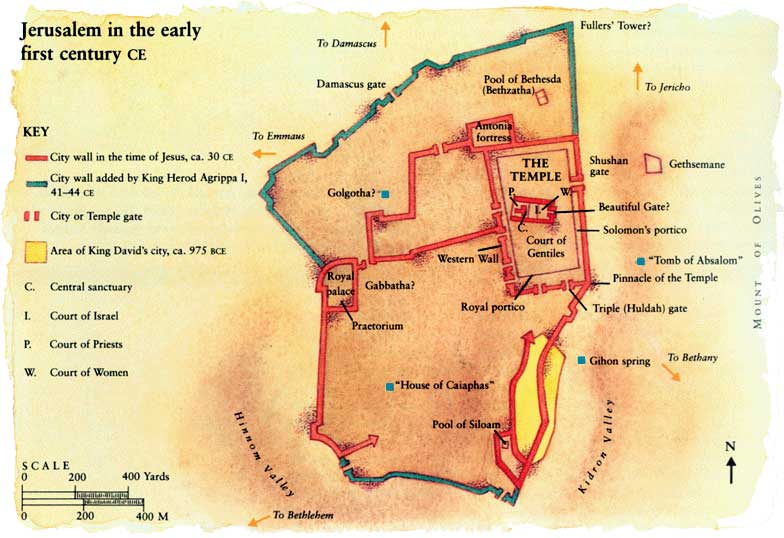 Jerusalem in the early
first century CE
KEY
City wall in the time of Jesus, ca. 30 CE
City wall added by King Herod Agrippa I,
41–44 CE
City or Temple gate
Area of King David's city, ca. 975 BCE
C. Central sanctuary
I. Court of Israel
P. Court of Priests
W. Court of Women
SCALE
0 200 400 Yards
0 200 400 M
To Damascus
Fullers' Tower?
Damascus gate
Pool of Bethesda
(Bethzatha)
To Jericho
To Emmaus
Antonia
fortress
THE
TEMPLE
Shushan
gate
Gethsemane
Golgotha?
P.
W.
I.
C.
Beautiful Gate?
Court of
Gentiles
Solomon's portico
Western Wall
"Tomb of Absalom"
MOUNT OF OLIVES
Royal
palace
Gabbatha?
Pinnacle of the Temple
Royal portico
Triple (Huldah) gate
Praetorium
Gihon spring
To Bethany
"House of Caiaphas"
Pool of Siloam
Hinnom Valley
Kidron Valley
N
To Bethlehem